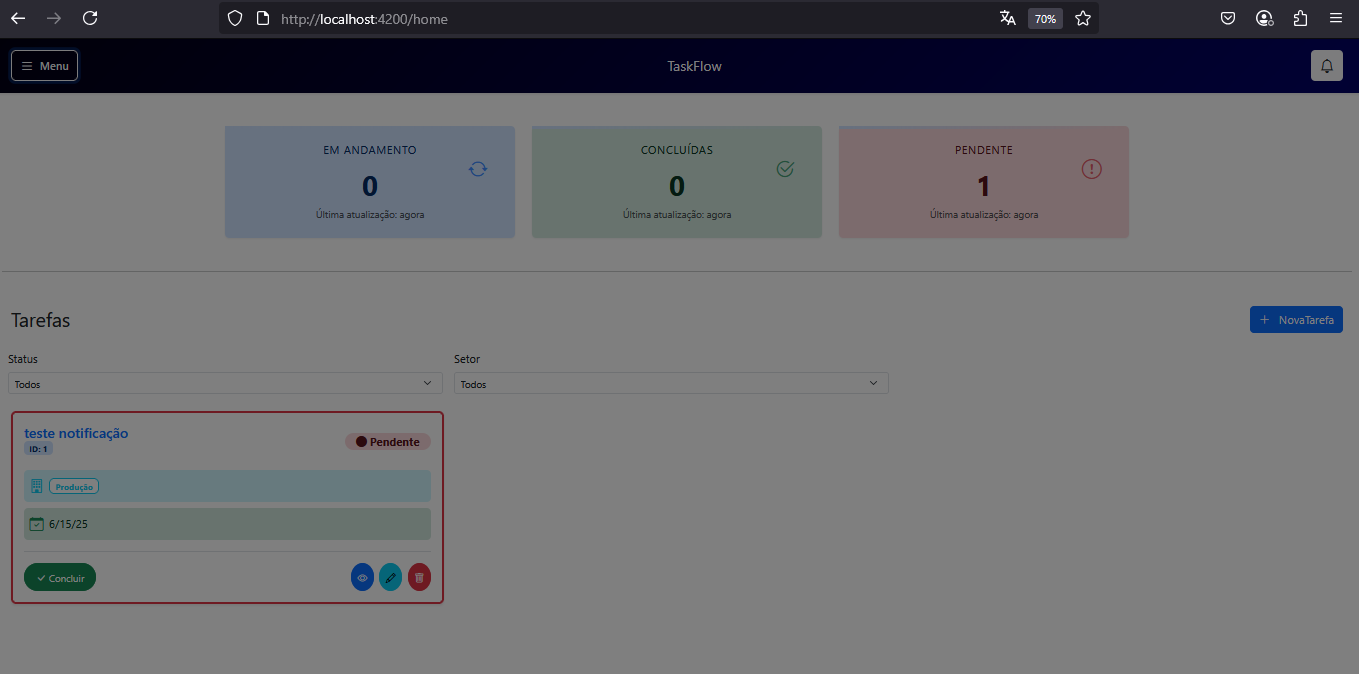 http://localhost:4200/home
70%
Menu
TaskFlow
EM ANDAMENTO
0
Última atualização: agora
CONCLUÍDAS
0
Última atualização: agora
PENDENTE
1
Última atualização: agora
Tarefas
+ NovaTarefa
Status
Setor
Todos
Todos
teste notificação
Pendente
ID: 1
Produção
6/15/25
Concluir